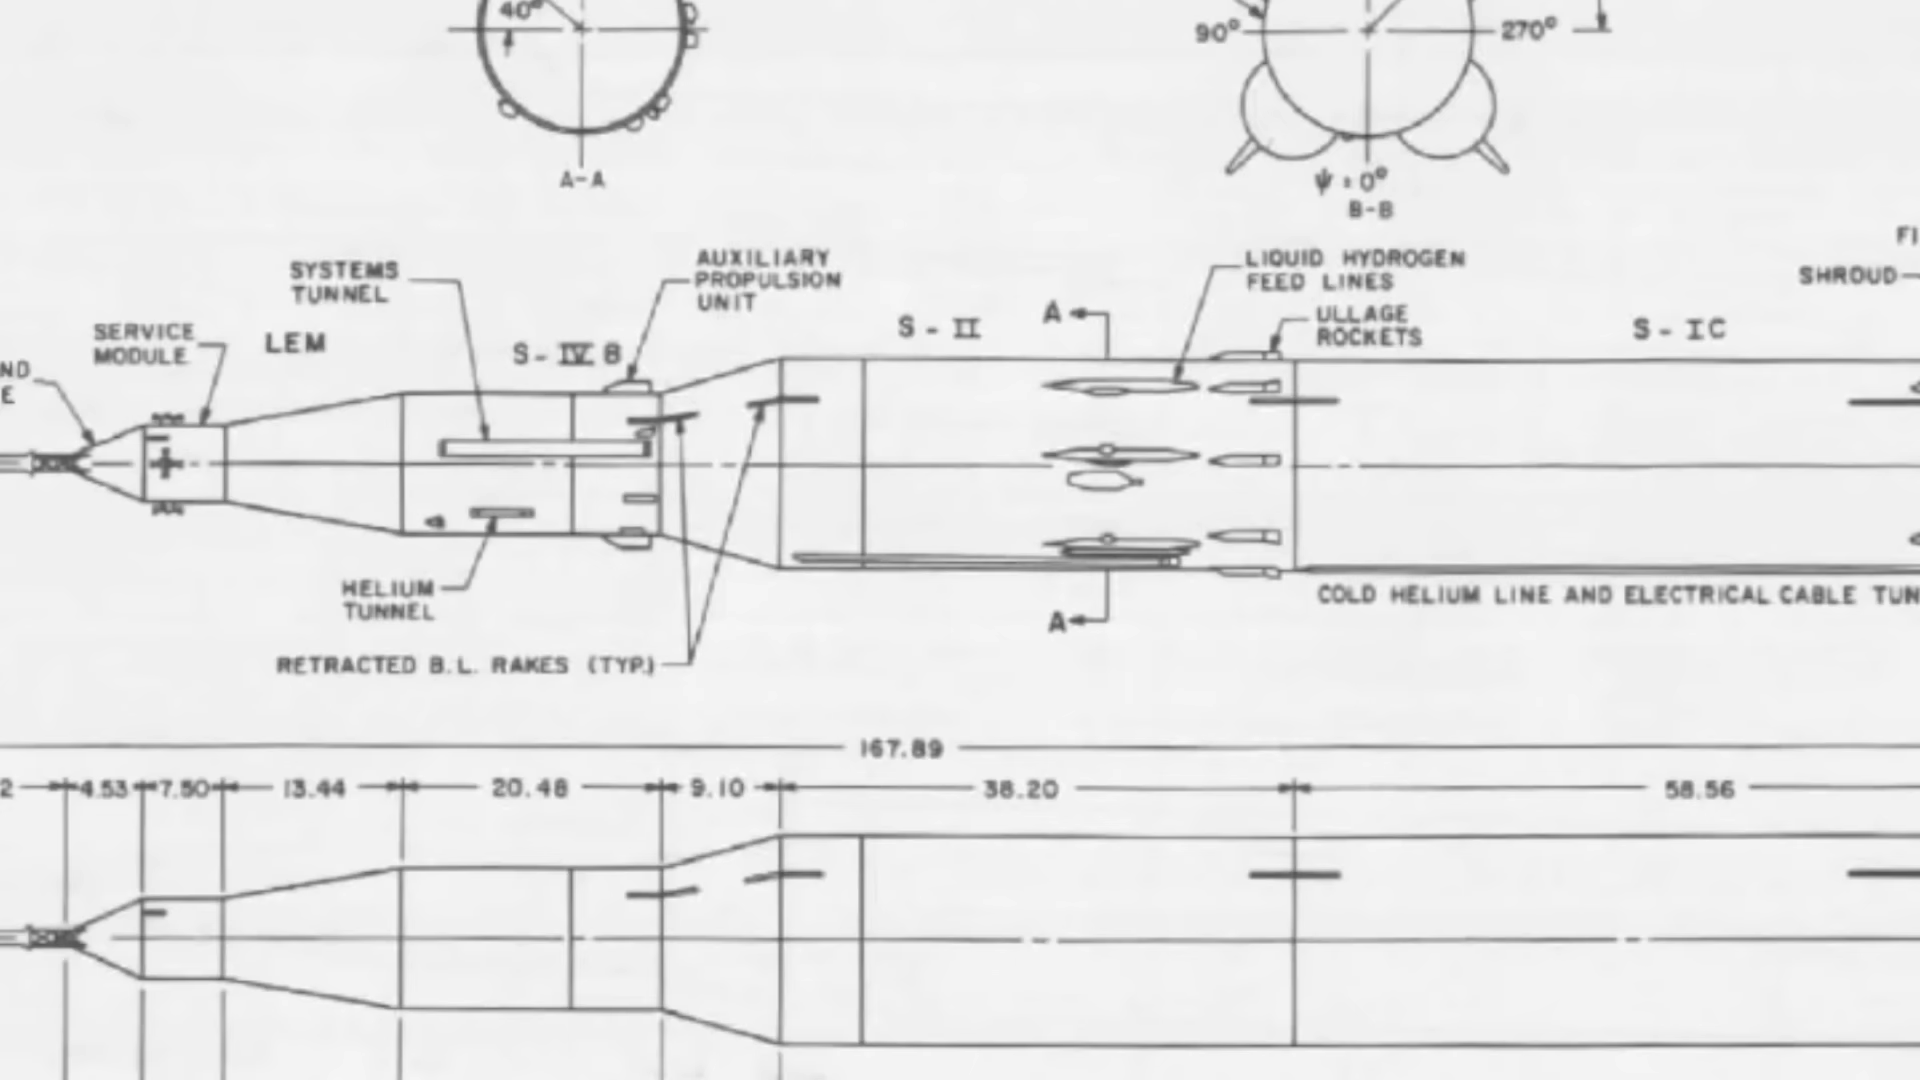 40°
A-A
90°
270°
ψ = 0°
B-B
FI
SHROUD
SYSTEMS
TUNNEL
AUXILIARY
PROPULSION
UNIT
LIQUID HYDROGEN
FEED LINES
ULLAGE
ROCKETS
SERVICE
MODULE
LEM
S-IVB
S-II
A
S-IC
ND
E
HELIUM
TUNNEL
A
COLD HELIUM LINE AND ELECTRICAL CABLE TUN
RETRACTED B.L. RAKES (TYP.)
167.89
2
4.53
7.50
13.44
20.48
9.10
38.20
58.56